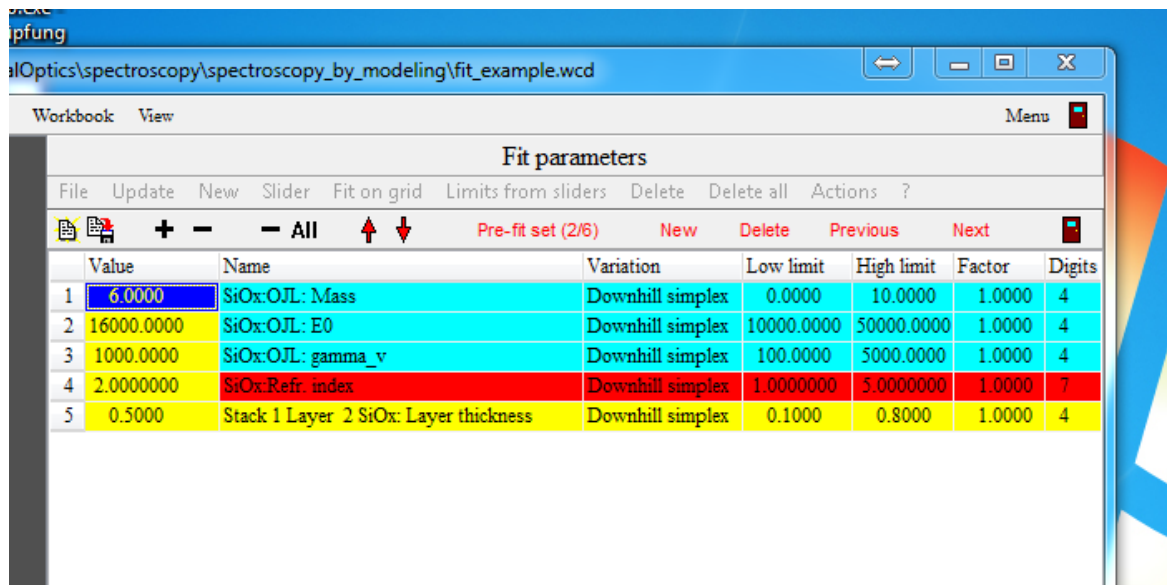 ipfung
alOptics\spectroscopy\spectroscopy_by_modeling\fit_example.wcd
Workbook View Menu
Fit parameters
File Update New Slider Fit on grid Limits from sliders Delete Delete all Actions ?
+ − − All Pre-fit set (2/6) New Delete Previous Next
Value Name Variation Low limit High limit Factor Digits
1 6.0000 SiOx:OJL: Mass Downhill simplex 0.0000 10.0000 1.0000 4
2 16000.0000 SiOx:OJL: E0 Downhill simplex 10000.0000 50000.0000 1.0000 4
3 1000.0000 SiOx:OJL: gamma_v Downhill simplex 100.0000 5000.0000 1.0000 4
4 2.0000000 SiOx:Refr. index Downhill simplex 1.0000000 5.0000000 1.0000 7
5 0.5000 Stack 1 Layer 2 SiOx: Layer thickness Downhill simplex 0.1000 0.8000 1.0000 4